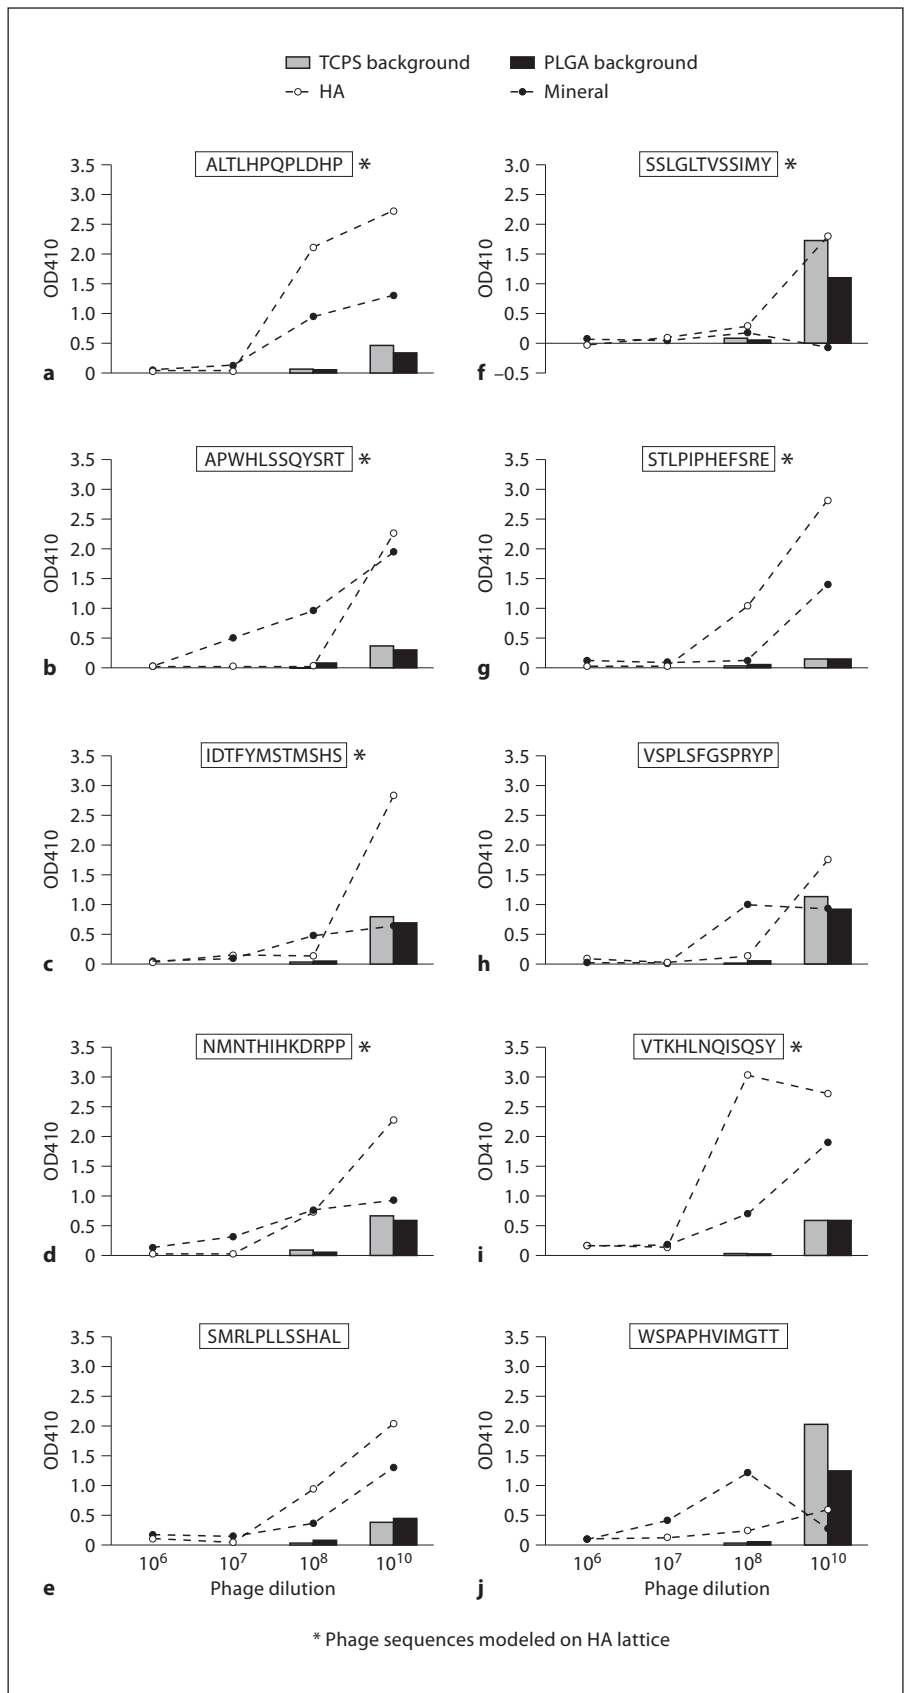 TCPS background PLGA background
HA Mineral
ALTLHPQPLDHP *
3.5
3.0
2.5
2.0
1.5
1.0
0.5
0
OD410
a
SSLGLTVSSIMY *
3.0
2.5
2.0
1.5
1.0
0.5
0
–0.5
OD410
f
APWHLSSQYSRT *
3.5
3.0
2.5
2.0
1.5
1.0
0.5
0
OD410
b
STLPIPHEFSRE *
3.5
3.0
2.5
2.0
1.5
1.0
0.5
0
OD410
g
IDTFYMSTMSHS *
3.5
3.0
2.5
2.0
1.5
1.0
0.5
0
OD410
c
VSPLSFGSPRYP
3.5
3.0
2.5
2.0
1.5
1.0
0.5
0
OD410
h
NMNTHIHKDRPP *
3.5
3.0
2.5
2.0
1.5
1.0
0.5
0
OD410
d
VTKHLNQISQSY *
3.5
3.0
2.5
2.0
1.5
1.0
0.5
0
OD410
i
SMRLPLLSSHAL
3.5
3.0
2.5
2.0
1.5
1.0
0.5
0
OD410
10⁶ 10⁷ 10⁸ 10¹⁰
Phage dilution
e
WSPAPHVIMGTT
3.5
3.0
2.5
2.0
1.5
1.0
0.5
0
OD410
10⁶ 10⁷ 10⁸ 10¹⁰
Phage dilution
j
* Phage sequences modeled on HA lattice